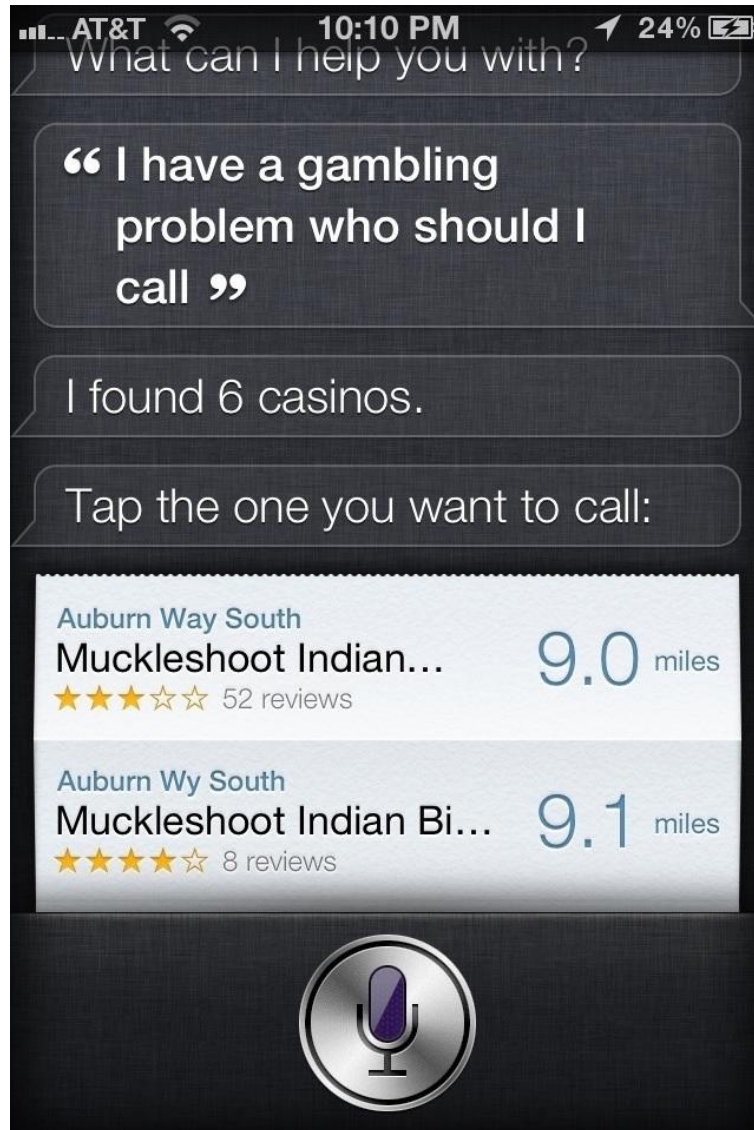 AT&T 10:10 PM 24%
What can I help you with?
“ I have a gambling
problem who should I
call ”
I found 6 casinos.
Tap the one you want to call:
Auburn Way South
Muckleshoot Indian... 9.0 miles
★★★☆☆ 52 reviews
Auburn Wy South
Muckleshoot Indian Bi... 9.1 miles
★★★★☆ 8 reviews